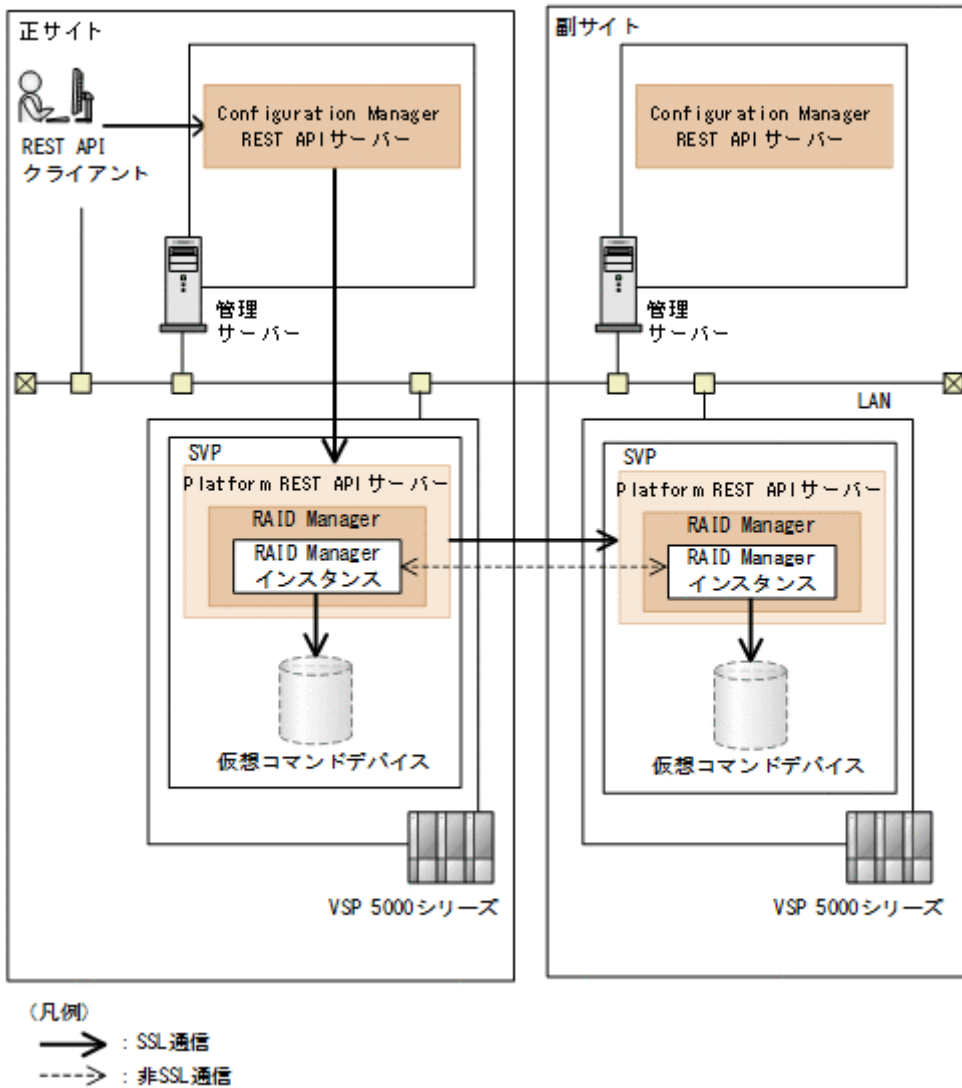 正サイト
REST API
クライアント
Configuration Manager
REST APIサーバー
管理
サーバー
副サイト
Configuration Manager
REST APIサーバー
管理
サーバー
LAN
SVP
Platform REST APIサーバー
RAID Manager
RAID Manager
インスタンス
仮想コマンドデバイス
VSP 5000シリーズ
SVP
Platform REST APIサーバー
RAID Manager
RAID Manager
インスタンス
仮想コマンドデバイス
VSP 5000シリーズ
(凡例)
: SSL通信
: 非SSL通信